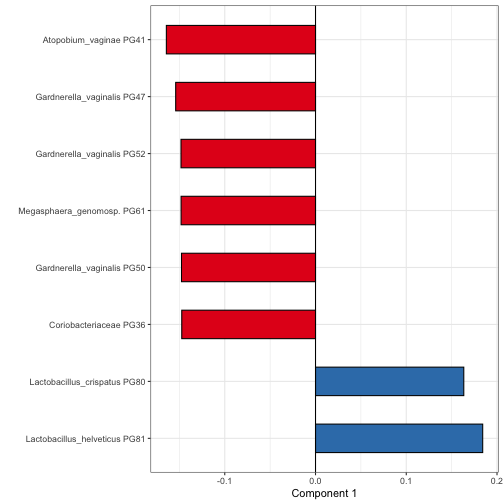 Atopobium_vaginae PG41
Gardnerella_vaginalis PG47
Gardnerella_vaginalis PG52
Megasphaera_genomosp. PG61
Gardnerella_vaginalis PG50
Coriobacteriaceae PG36
Lactobacillus_crispatus PG80
Lactobacillus_helveticus PG81
-0.1 0.0 0.1 0.2
Component 1